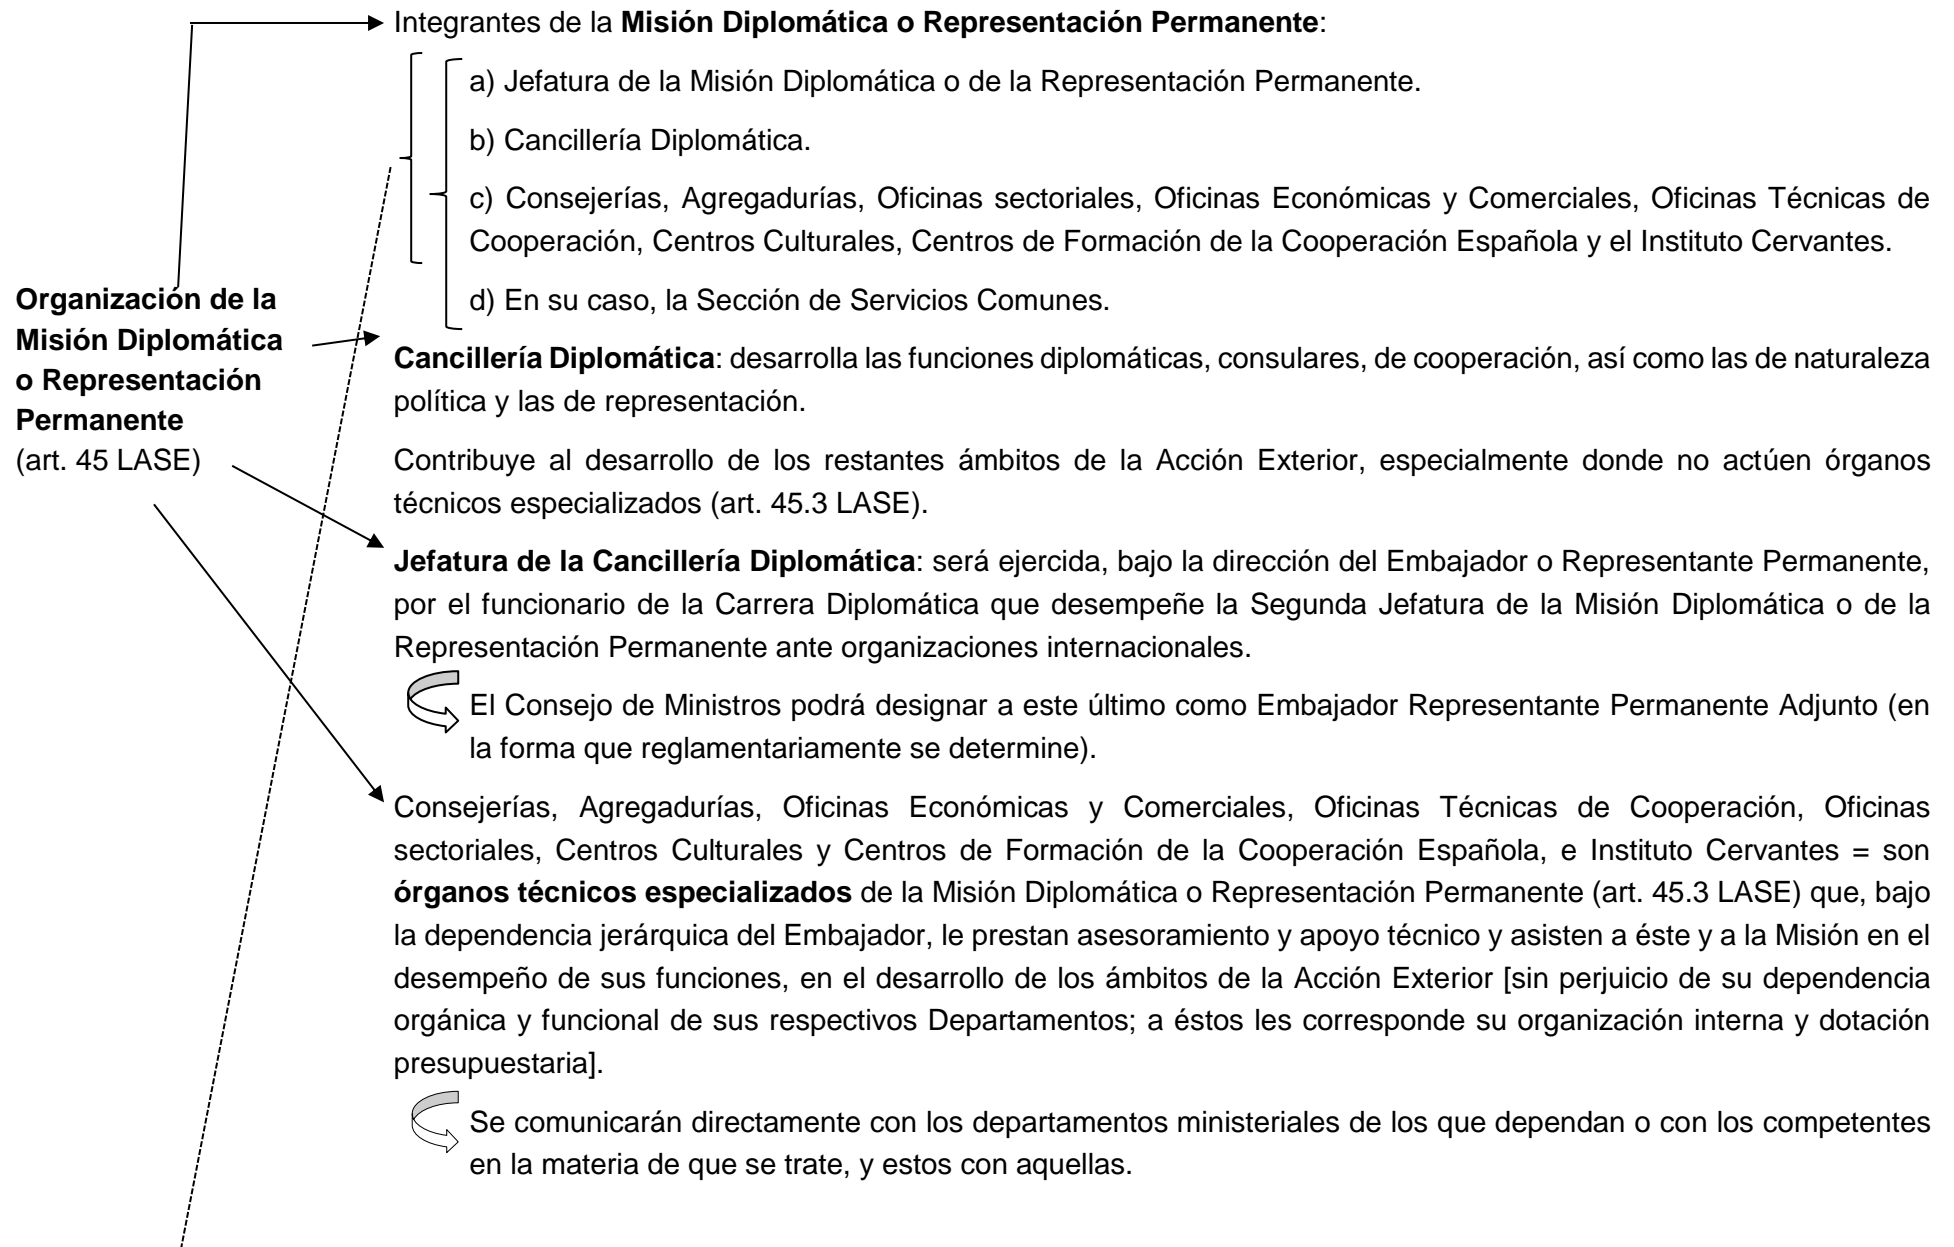 Integrantes de la Misión Diplomática o Representación Permanente:
a) Jefatura de la Misión Diplomática o de la Representación Permanente.
b) Cancillería Diplomática.
c) Consejerías, Agregadurías, Oficinas sectoriales, Oficinas Económicas y Comerciales, Oficinas Técnicas de
Cooperación, Centros Culturales, Centros de Formación de la Cooperación Española y el Instituto Cervantes.
d) En su caso, la Sección de Servicios Comunes.
Organización de la
Misión Diplomática
o Representación
Permanente
(art. 45 LASE)
Cancillería Diplomática: desarrolla las funciones diplomáticas, consulares, de cooperación, así como las de naturaleza
política y las de representación.
Contribuye al desarrollo de los restantes ámbitos de la Acción Exterior, especialmente donde no actúen órganos
técnicos especializados (art. 45.3 LASE).
Jefatura de la Cancillería Diplomática: será ejercida, bajo la dirección del Embajador o Representante Permanente,
por el funcionario de la Carrera Diplomática que desempeñe la Segunda Jefatura de la Misión Diplomática o de la
Representación Permanente ante organizaciones internacionales.
El Consejo de Ministros podrá designar a este último como Embajador Representante Permanente Adjunto (en
la forma que reglamentariamente se determine).
Consejerías, Agregadurías, Oficinas Económicas y Comerciales, Oficinas Técnicas de Cooperación, Oficinas
sectoriales, Centros Culturales y Centros de Formación de la Cooperación Española, e Instituto Cervantes = son
órganos técnicos especializados de la Misión Diplomática o Representación Permanente (art. 45.3 LASE) que, bajo
la dependencia jerárquica del Embajador, le prestan asesoramiento y apoyo técnico y asisten a éste y a la Misión en el
desempeño de sus funciones, en el desarrollo de los ámbitos de la Acción Exterior [sin perjuicio de su dependencia
orgánica y funcional de sus respectivos Departamentos; a éstos les corresponde su organización interna y dotación
presupuestaria].
Se comunicarán directamente con los departamentos ministeriales de los que dependan o con los competentes
en la materia de que se trate, y estos con aquellas.